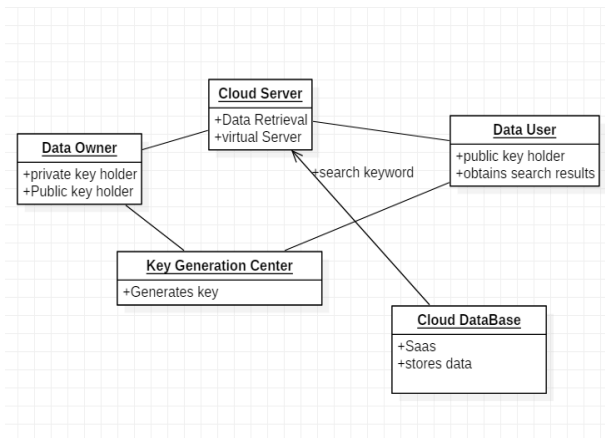 Cloud Server
+Data Retrieval
+virtual Server
Data User
+public key holder
+obtains search results
Data Owner
+private key holder
+Public key holder
+search keyword
Key Generation Center
+Generates key
Cloud DataBase
+Saas
+stores data